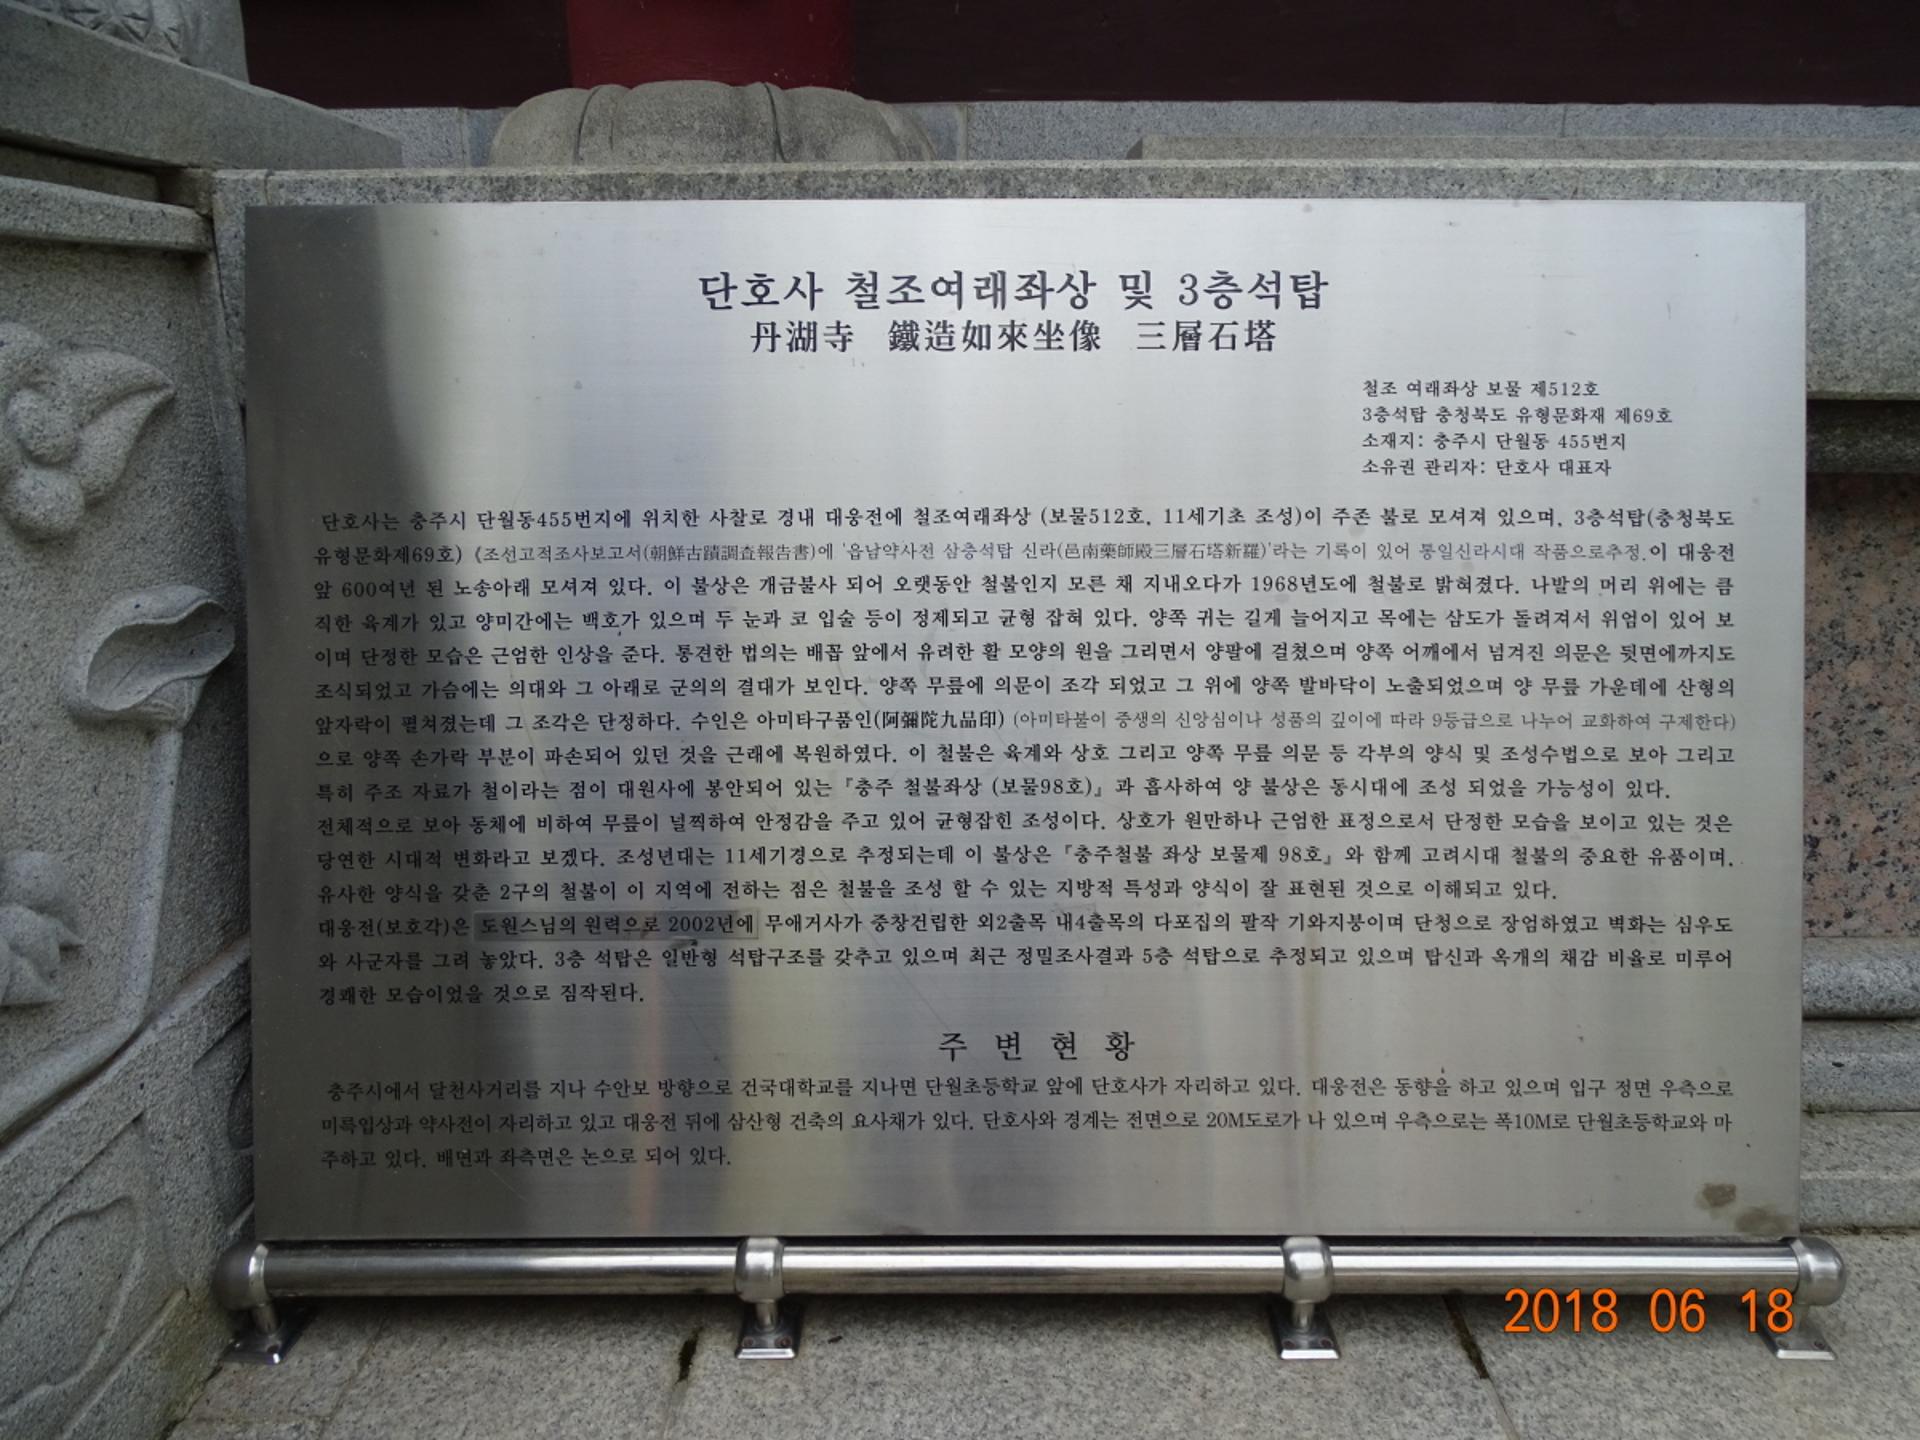 단호사 철조여래좌상 및 3층석탑
丹湖寺 鐵造如來坐像 三層石塔
철조 여래좌상 보물 제512호
3층석탑 충청북도 유형문화재 제69호
소재지: 충주시 단월동 455번지
소유권 관리자: 단호사 대표자
단호사는 충주시 단월동455번지에 위치한 사찰로 경내 대웅전에 철조여래좌상 (보물512호, 11세기초 조성)이 주존 불로 모셔져 있으며, 3층석탑(충청북도
유형문화제69호) 《조선고적조사보고서(朝鮮古蹟調査報告書)에 '읍남약사전 삼층석탑 신라(邑南藥師殿三層石塔新羅)'라는 기록이 있어 통일신라시대 작품으로추정.이 대웅전
앞 600여년 된 노송아래 모셔져 있다. 이 불상은 개금불사 되어 오랫동안 철불인지 모른 채 지내오다가 1968년도에 철불로 밝혀졌다. 나발의 머리 위에는 큼
직한 육계가 있고 양미간에는 백호가 있으며 두 눈과 코 입술 등이 정제되고 균형 잡혀 있다. 양쪽 귀는 길게 늘어지고 목에는 삼도가 돌려져서 위엄이 있어 보
이며 단정한 모습은 근엄한 인상을 준다. 통견한 법의는 배꼽 앞에서 유려한 활 모양의 원을 그리면서 양팔에 걸쳤으며 양쪽 어깨에서 넘겨진 의문은 뒷면에까지도
조식되었고 가슴에는 의대와 그 아래로 군의의 결대가 보인다. 양쪽 무릎에 의문이 조각 되었고 그 위에 양쪽 발바닥이 노출되었으며 양 무릎 가운데에 산형의
앞자락이 펼쳐졌는데 그 조각은 단정하다. 수인은 아미타구품인(阿彌陀九品印) (아미타불이 중생의 신앙심이나 성품의 깊이에 따라 9등급으로 나누어 교화하여 구제한다)
으로 양쪽 손가락 부분이 파손되어 있던 것을 근래에 복원하였다. 이 철불은 육계와 상호 그리고 양쪽 무릎 의문 등 각부의 양식 및 조성수법으로 보아 그리고
특히 주조 자료가 철이라는 점이 대원사에 봉안되어 있는『충주 철불좌상 (보물98호)』과 흡사하여 양 불상은 동시대에 조성 되었을 가능성이 있다.
전체적으로 보아 동체에 비하여 무릎이 널찍하여 안정감을 주고 있어 균형잡힌 조성이다. 상호가 원만하나 근엄한 표정으로서 단정한 모습을 보이고 있는 것은
당연한 시대적 변화라고 보겠다. 조성년대는 11세기경으로 추정되는데 이 불상은『충주철불 좌상 보물제 98호』와 함께 고려시대 철불의 중요한 유품이며,
유사한 양식을 갖춘 2구의 철불이 이 지역에 전하는 점은 철불을 조성 할 수 있는 지방적 특성과 양식이 잘 표현된 것으로 이해되고 있다.
대웅전(보호각)은 도원스님의 원력으로 2002년에 무애거사가 중창건립한 외2출목 내4출목의 다포집의 팔작 기와지붕이며 단청으로 장엄하였고 벽화는 심우도
와 사군자를 그려 놓았다. 3층 석탑은 일반형 석탑구조를 갖추고 있으며 최근 정밀조사결과 5층 석탑으로 추정되고 있으며 탑신과 옥개의 채감 비율로 미루어
경쾌한 모습이었을 것으로 짐작된다.
주 변 현 황
충주시에서 달천사거리를 지나 수안보 방향으로 건국대학교를 지나면 단월초등학교 앞에 단호사가 자리하고 있다. 대웅전은 동향을 하고 있으며 입구 정면 우측으로
미륵입상과 약사전이 자리하고 있고 대웅전 뒤에 삼산형 건축의 요사채가 있다. 단호사와 경계는 전면으로 20M도로가 나 있으며 우측으로는 폭10M로 단월초등학교와 마
주하고 있다. 배면과 좌측면은 논으로 되어 있다.
2018 06 18